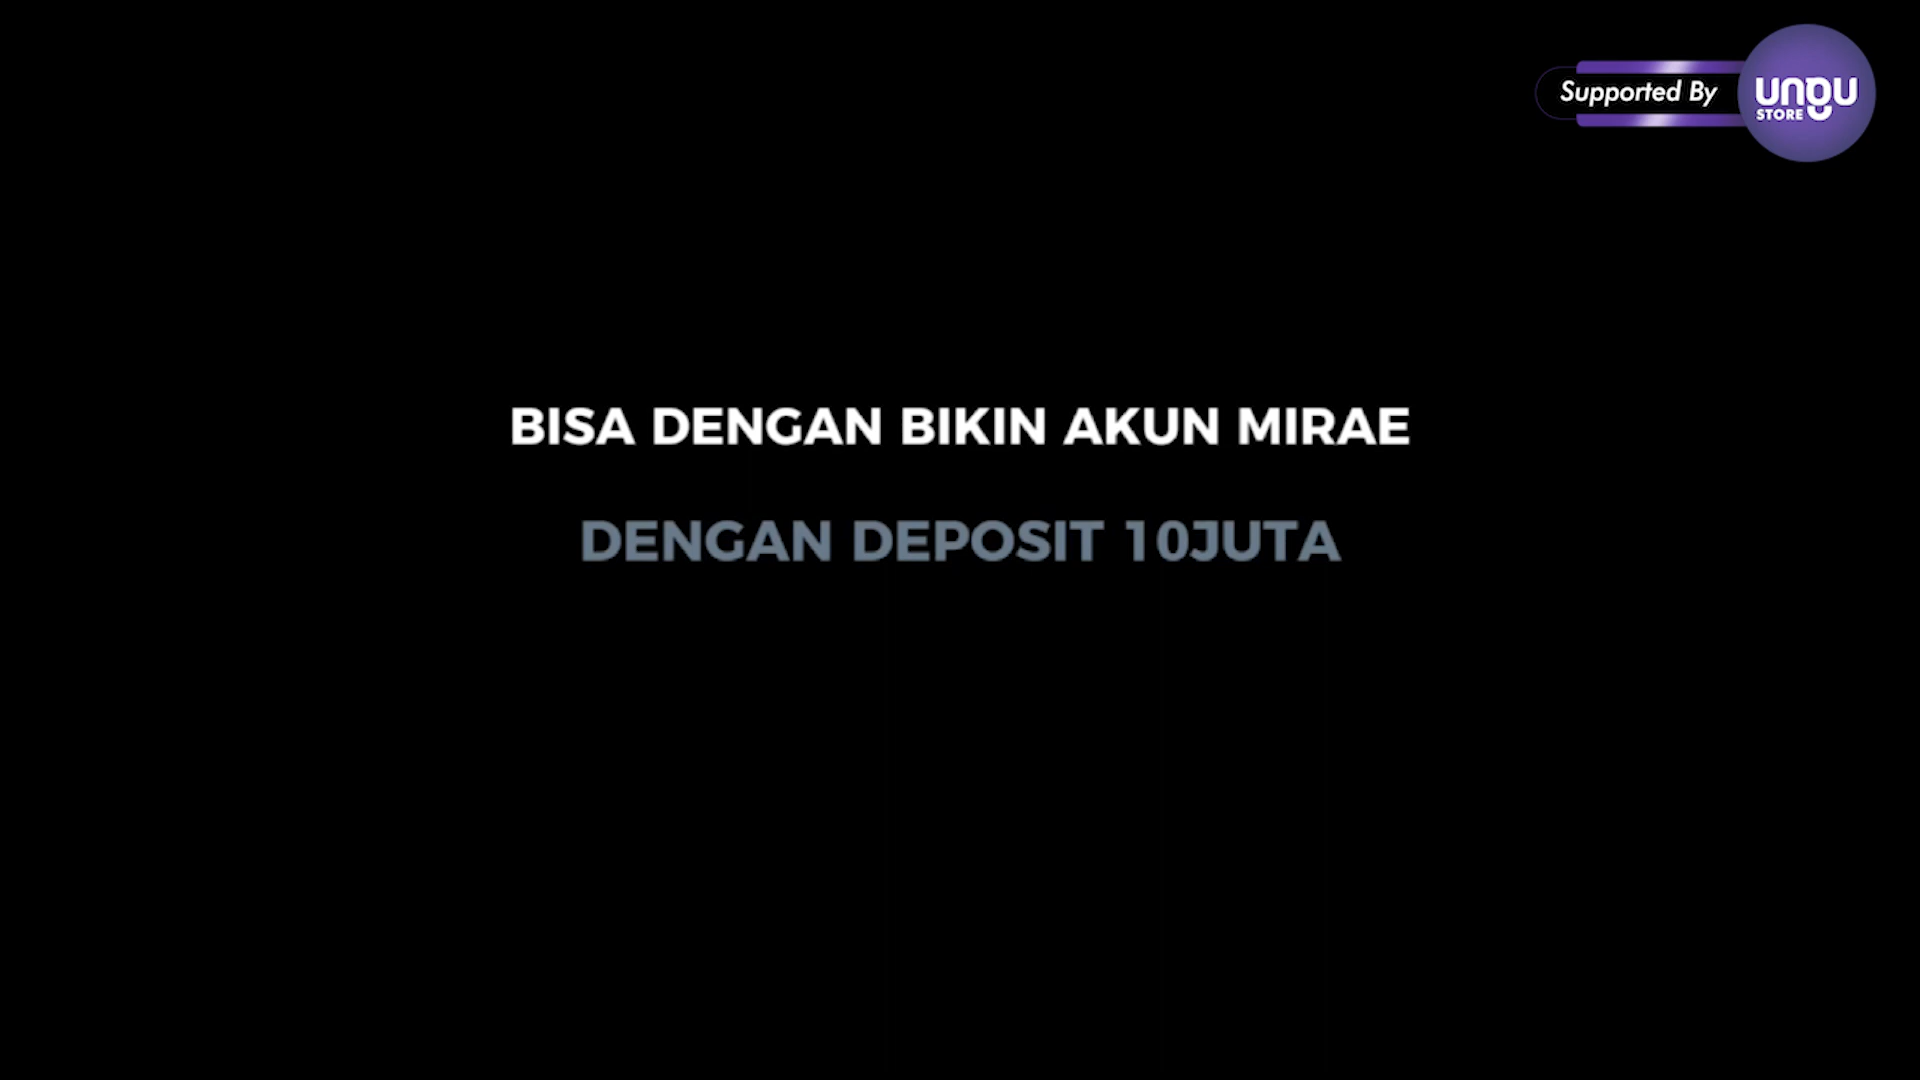 Supported By
UNGU
STORE
BISA DENGAN BIKIN AKUN MIRAE
DENGAN DEPOSIT 10JUTA